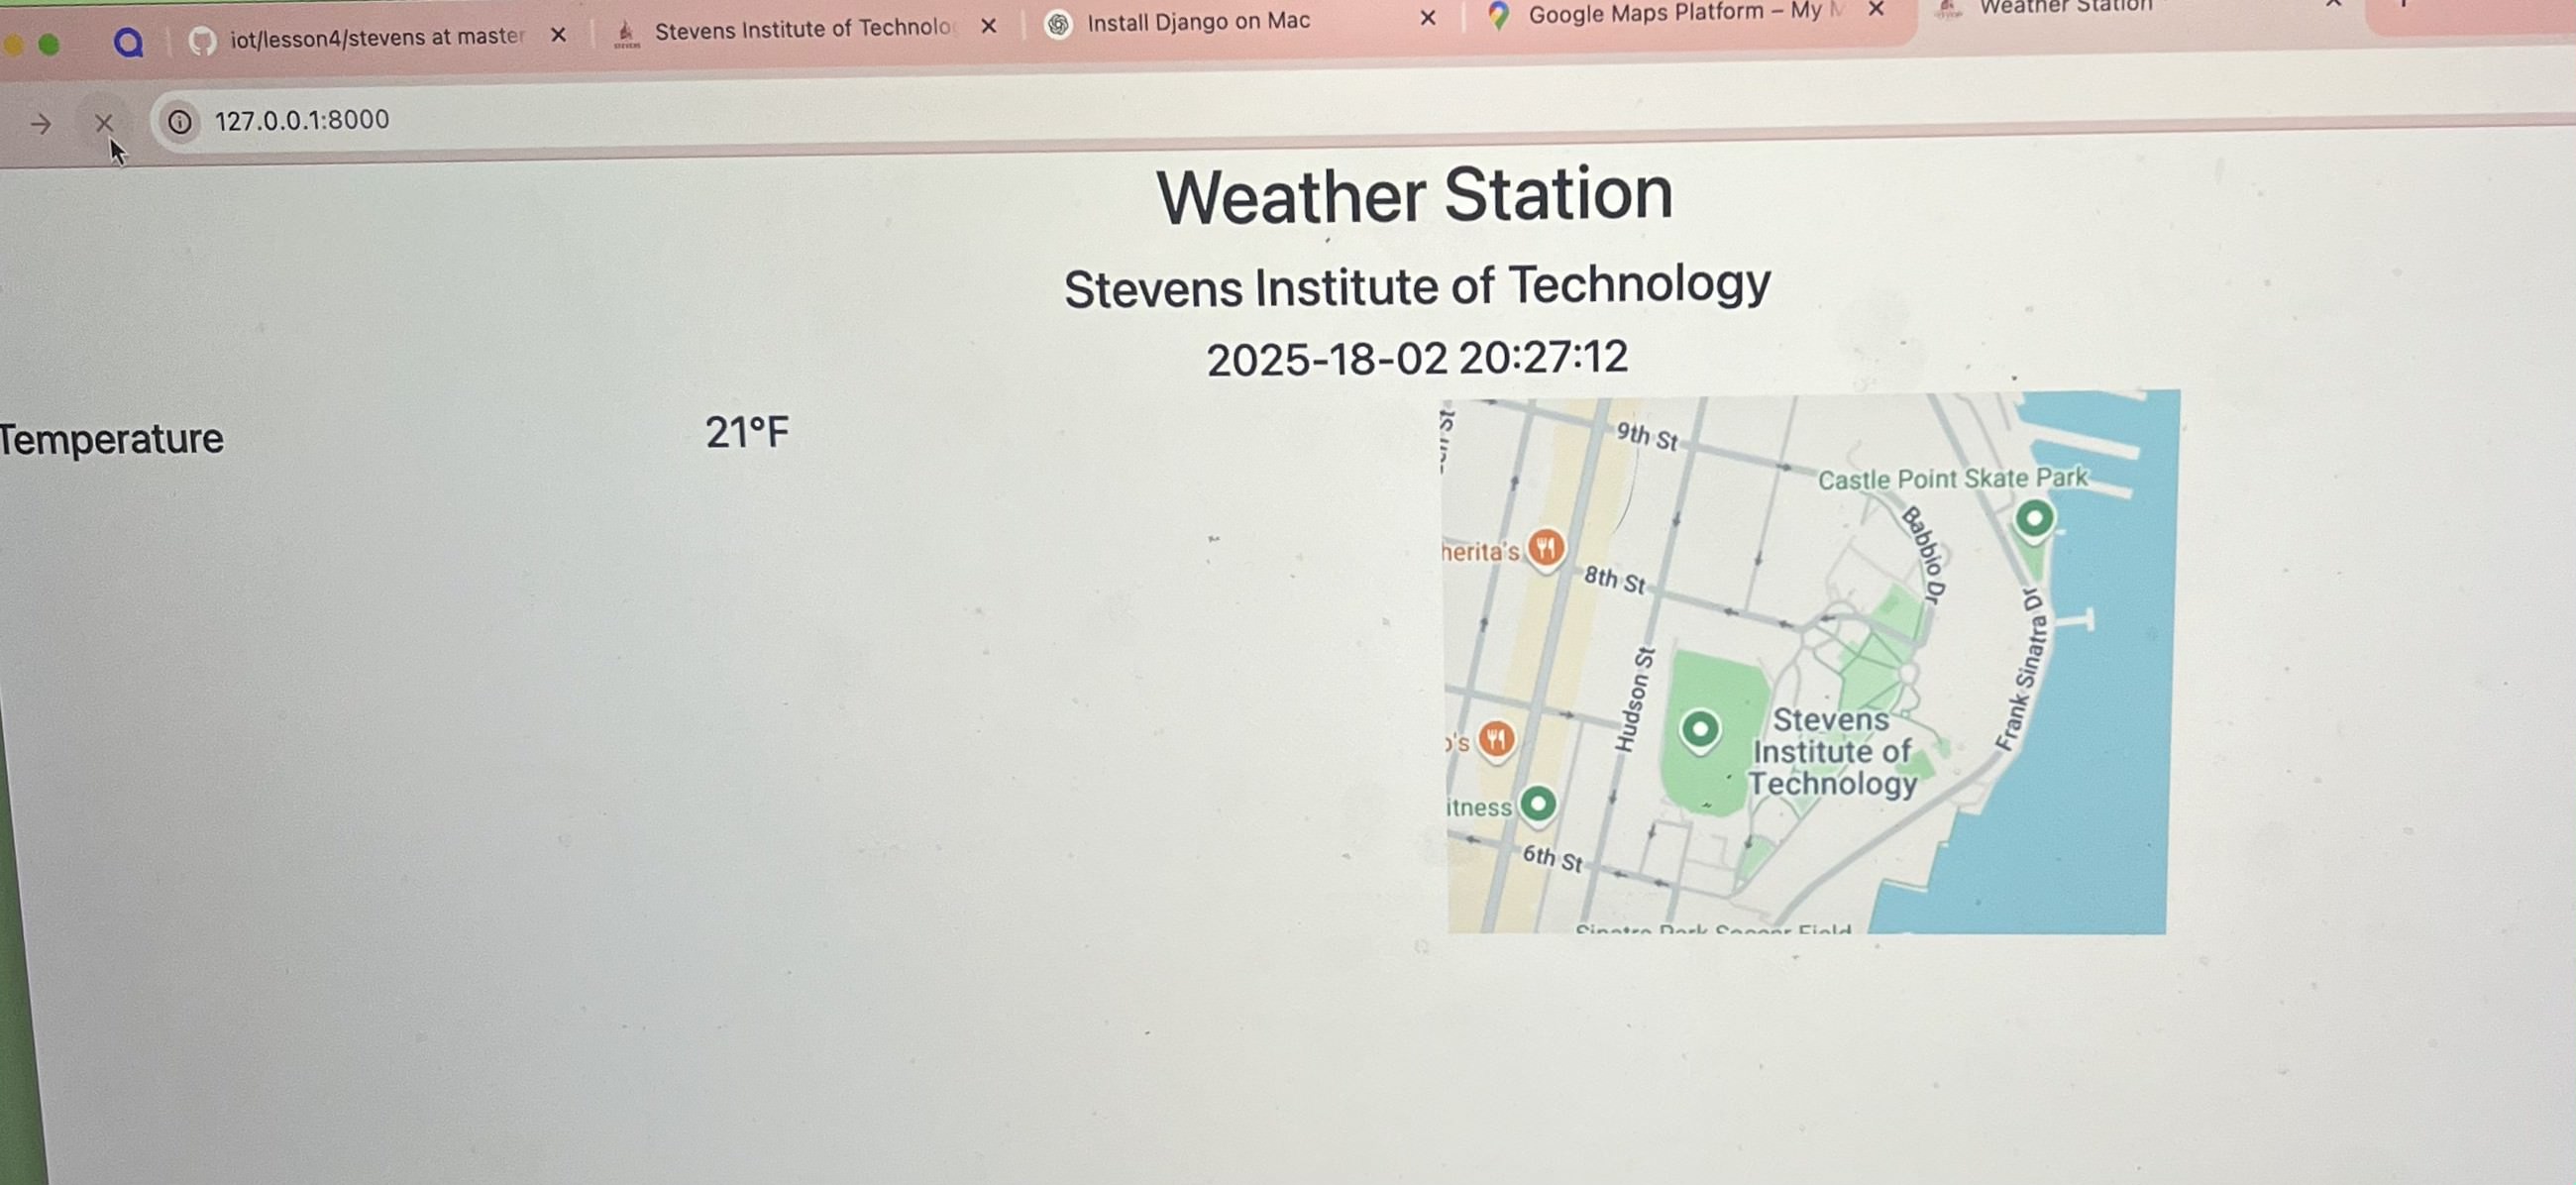 iot/lesson4/stevens at master
Stevens Institute of Technolo
Install Django on Mac
Google Maps Platform – My M
Weather Station
127.0.0.1:8000
Weather Station
Stevens Institute of Technology
2025-18-02 20:27:12
Temperature
21°F
9th St
Castle Point Skate Park
Babbio Dr
herita's
8th St
Frank Sinatra Dr
Hudson St
Stevens
Institute of
Technology
o's
itness
6th St
Sinatra Park Soccer Field